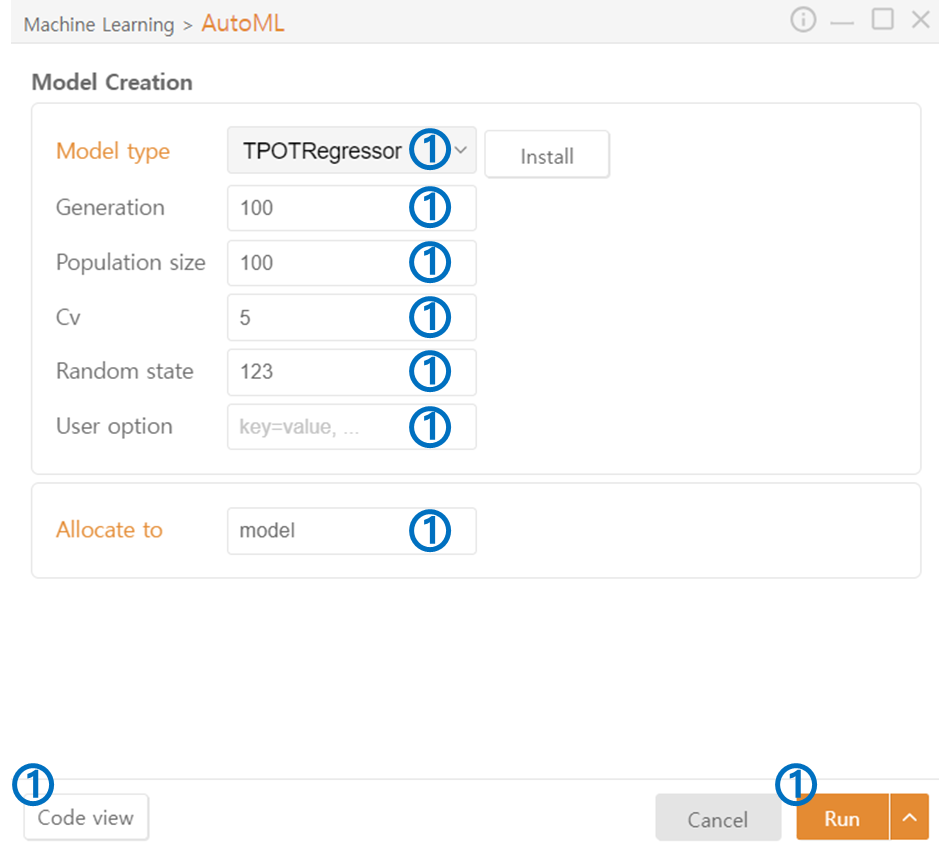 Machine Learning > AutoML
Model Creation
Model type TPOTRegressor ① Install
Generation 100 ①
Population size 100 ①
Cv 5 ①
Random state 123 ①
User option key=value, ... ①
Allocate to model ①
① ①
Code view Cancel Run